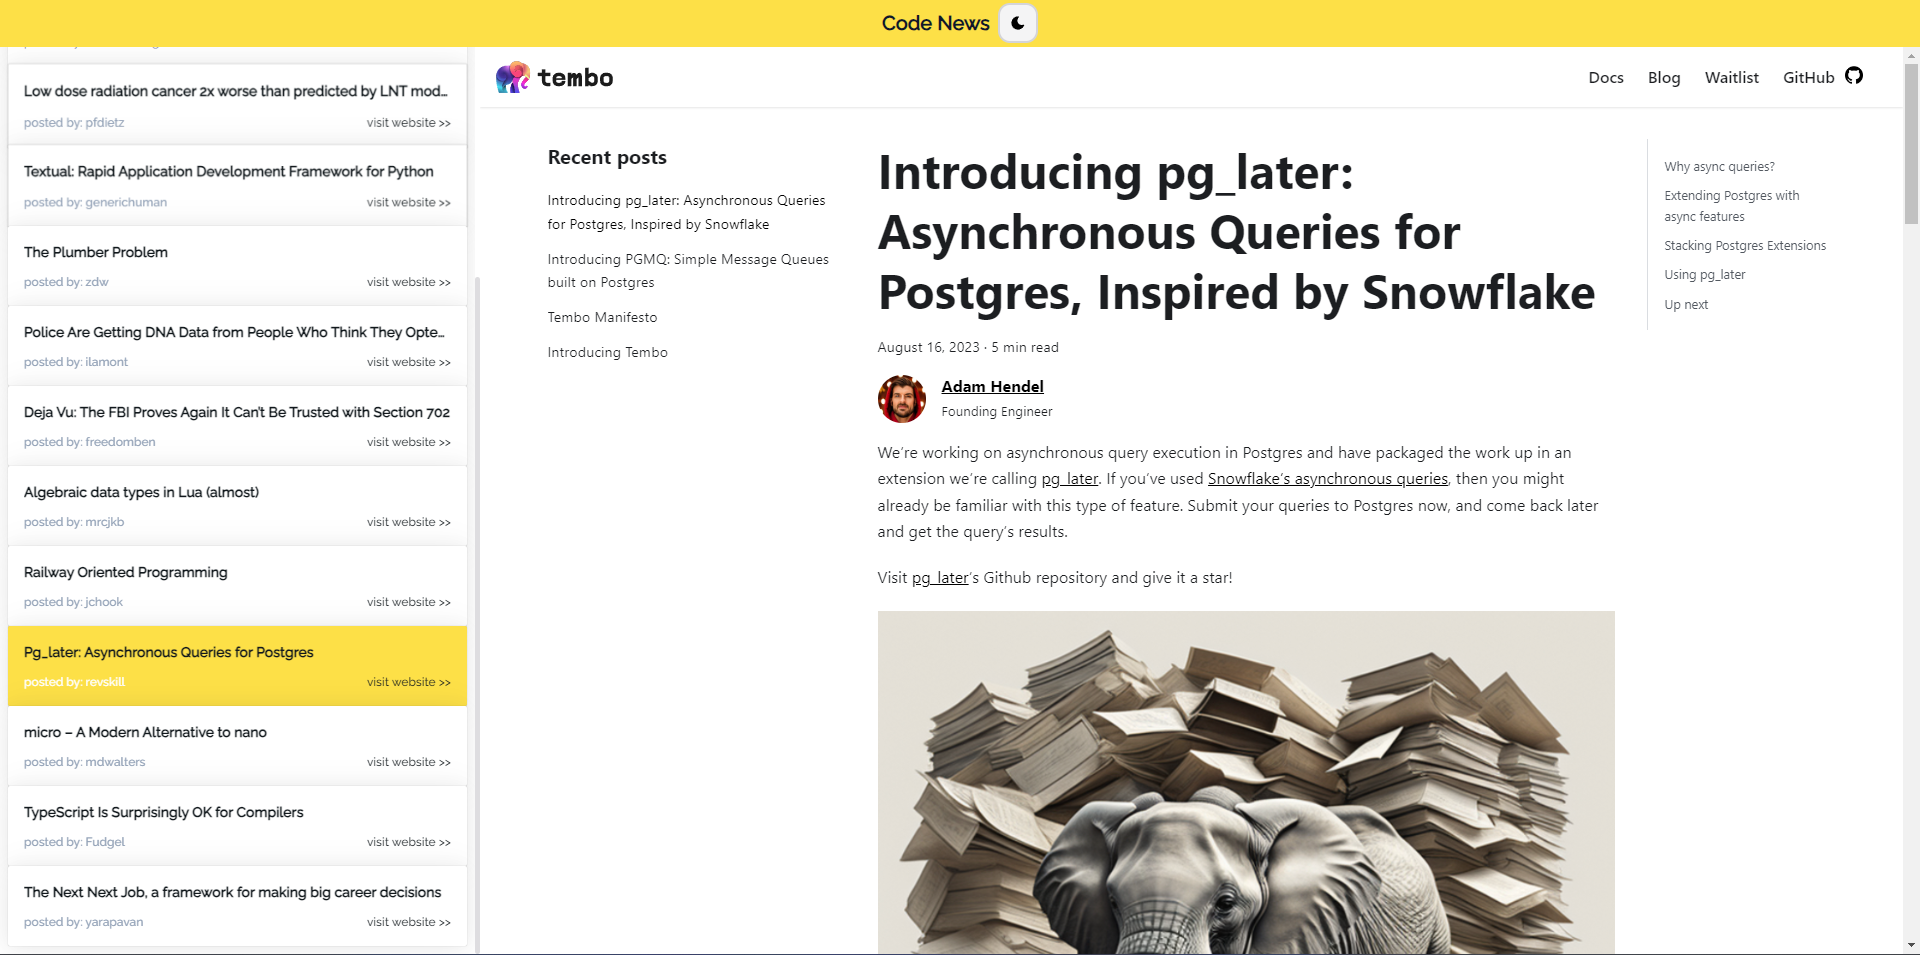 Code News
Low dose radiation cancer 2x worse than predicted by LNT mod...
posted by: pfdietz
visit website >>
Textual: Rapid Application Development Framework for Python
posted by: generichuman
visit website >>
The Plumber Problem
posted by: zdw
visit website >>
Police Are Getting DNA Data from People Who Think They Opte...
posted by: ilamont
visit website >>
Deja Vu: The FBI Proves Again It Can't Be Trusted with Section 702
posted by: freedomben
visit website >>
Algebraic data types in Lua (almost)
posted by: mrcjkb
visit website >>
Railway Oriented Programming
posted by: jchook
visit website >>
Pg_later: Asynchronous Queries for Postgres
posted by: revskill
visit website >>
micro – A Modern Alternative to nano
posted by: mdwalters
visit website >>
TypeScript Is Surprisingly OK for Compilers
posted by: Fudgel
visit website >>
The Next Next Job, a framework for making big career decisions
posted by: yarapavan
visit website >>
tembo
Docs Blog Waitlist GitHub
Recent posts
Introducing pg_later: Asynchronous Queries
for Postgres, Inspired by Snowflake
Introducing PGMQ: Simple Message Queues
built on Postgres
Tembo Manifesto
Introducing Tembo
Introducing pg_later:
Asynchronous Queries for
Postgres, Inspired by Snowflake
August 16, 2023 · 5 min read
Adam Hendel
Founding Engineer
We're working on asynchronous query execution in Postgres and have packaged the work up in an
extension we're calling pg_later. If you've used Snowflake's asynchronous queries, then you might
already be familiar with this type of feature. Submit your queries to Postgres now, and come back later
and get the query's results.
Visit pg_later's Github repository and give it a star!
Why async queries?
Extending Postgres with
async features
Stacking Postgres Extensions
Using pg_later
Up next